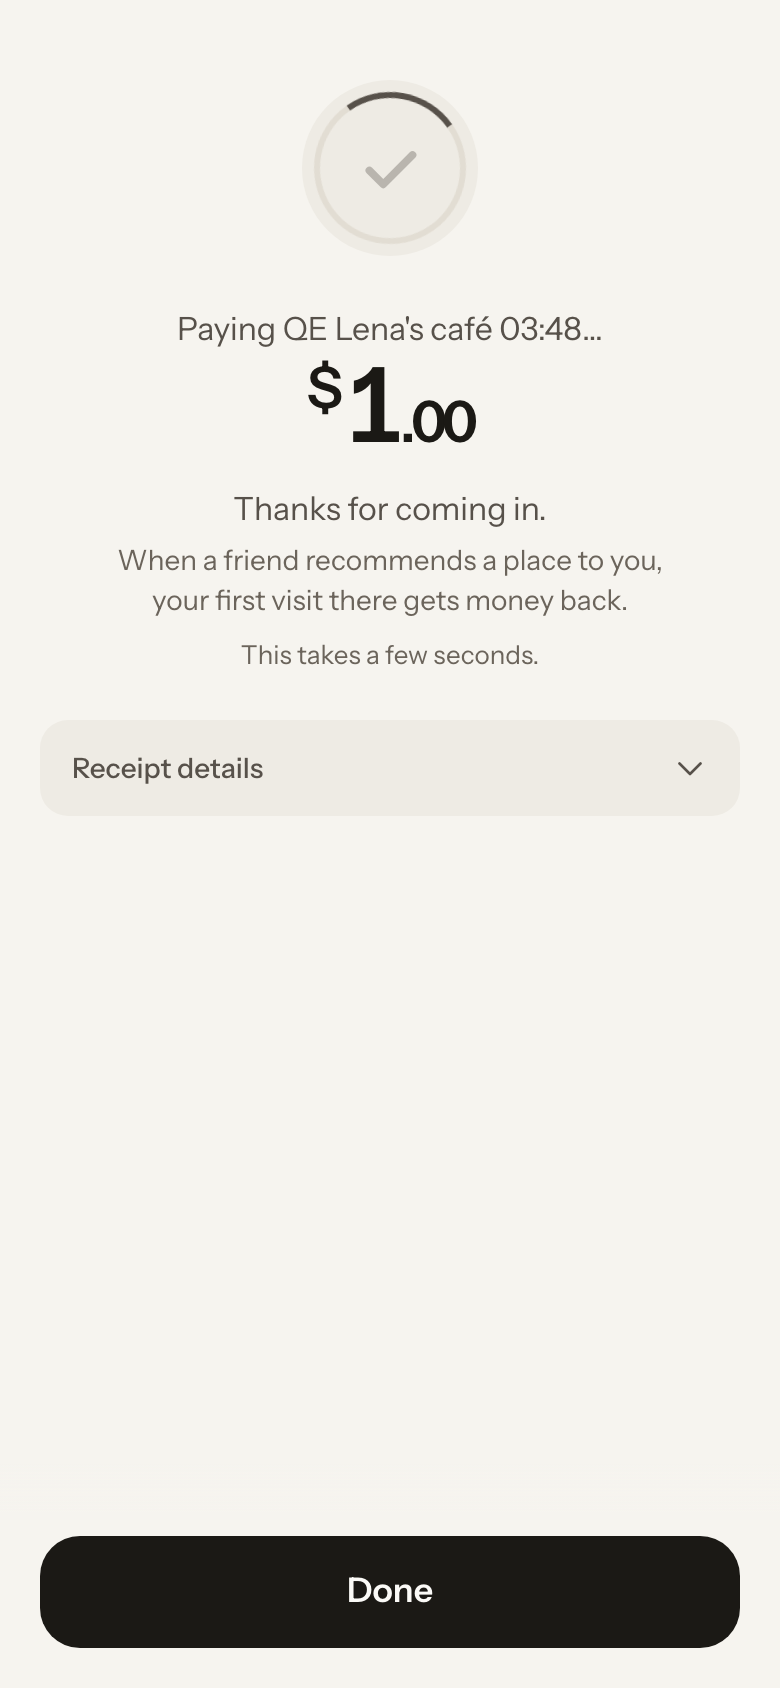 Paying QE Lena's café 03:48...
$1.00
Thanks for coming in.
When a friend recommends a place to you,
your first visit there gets money back.
This takes a few seconds.
Receipt details
Done